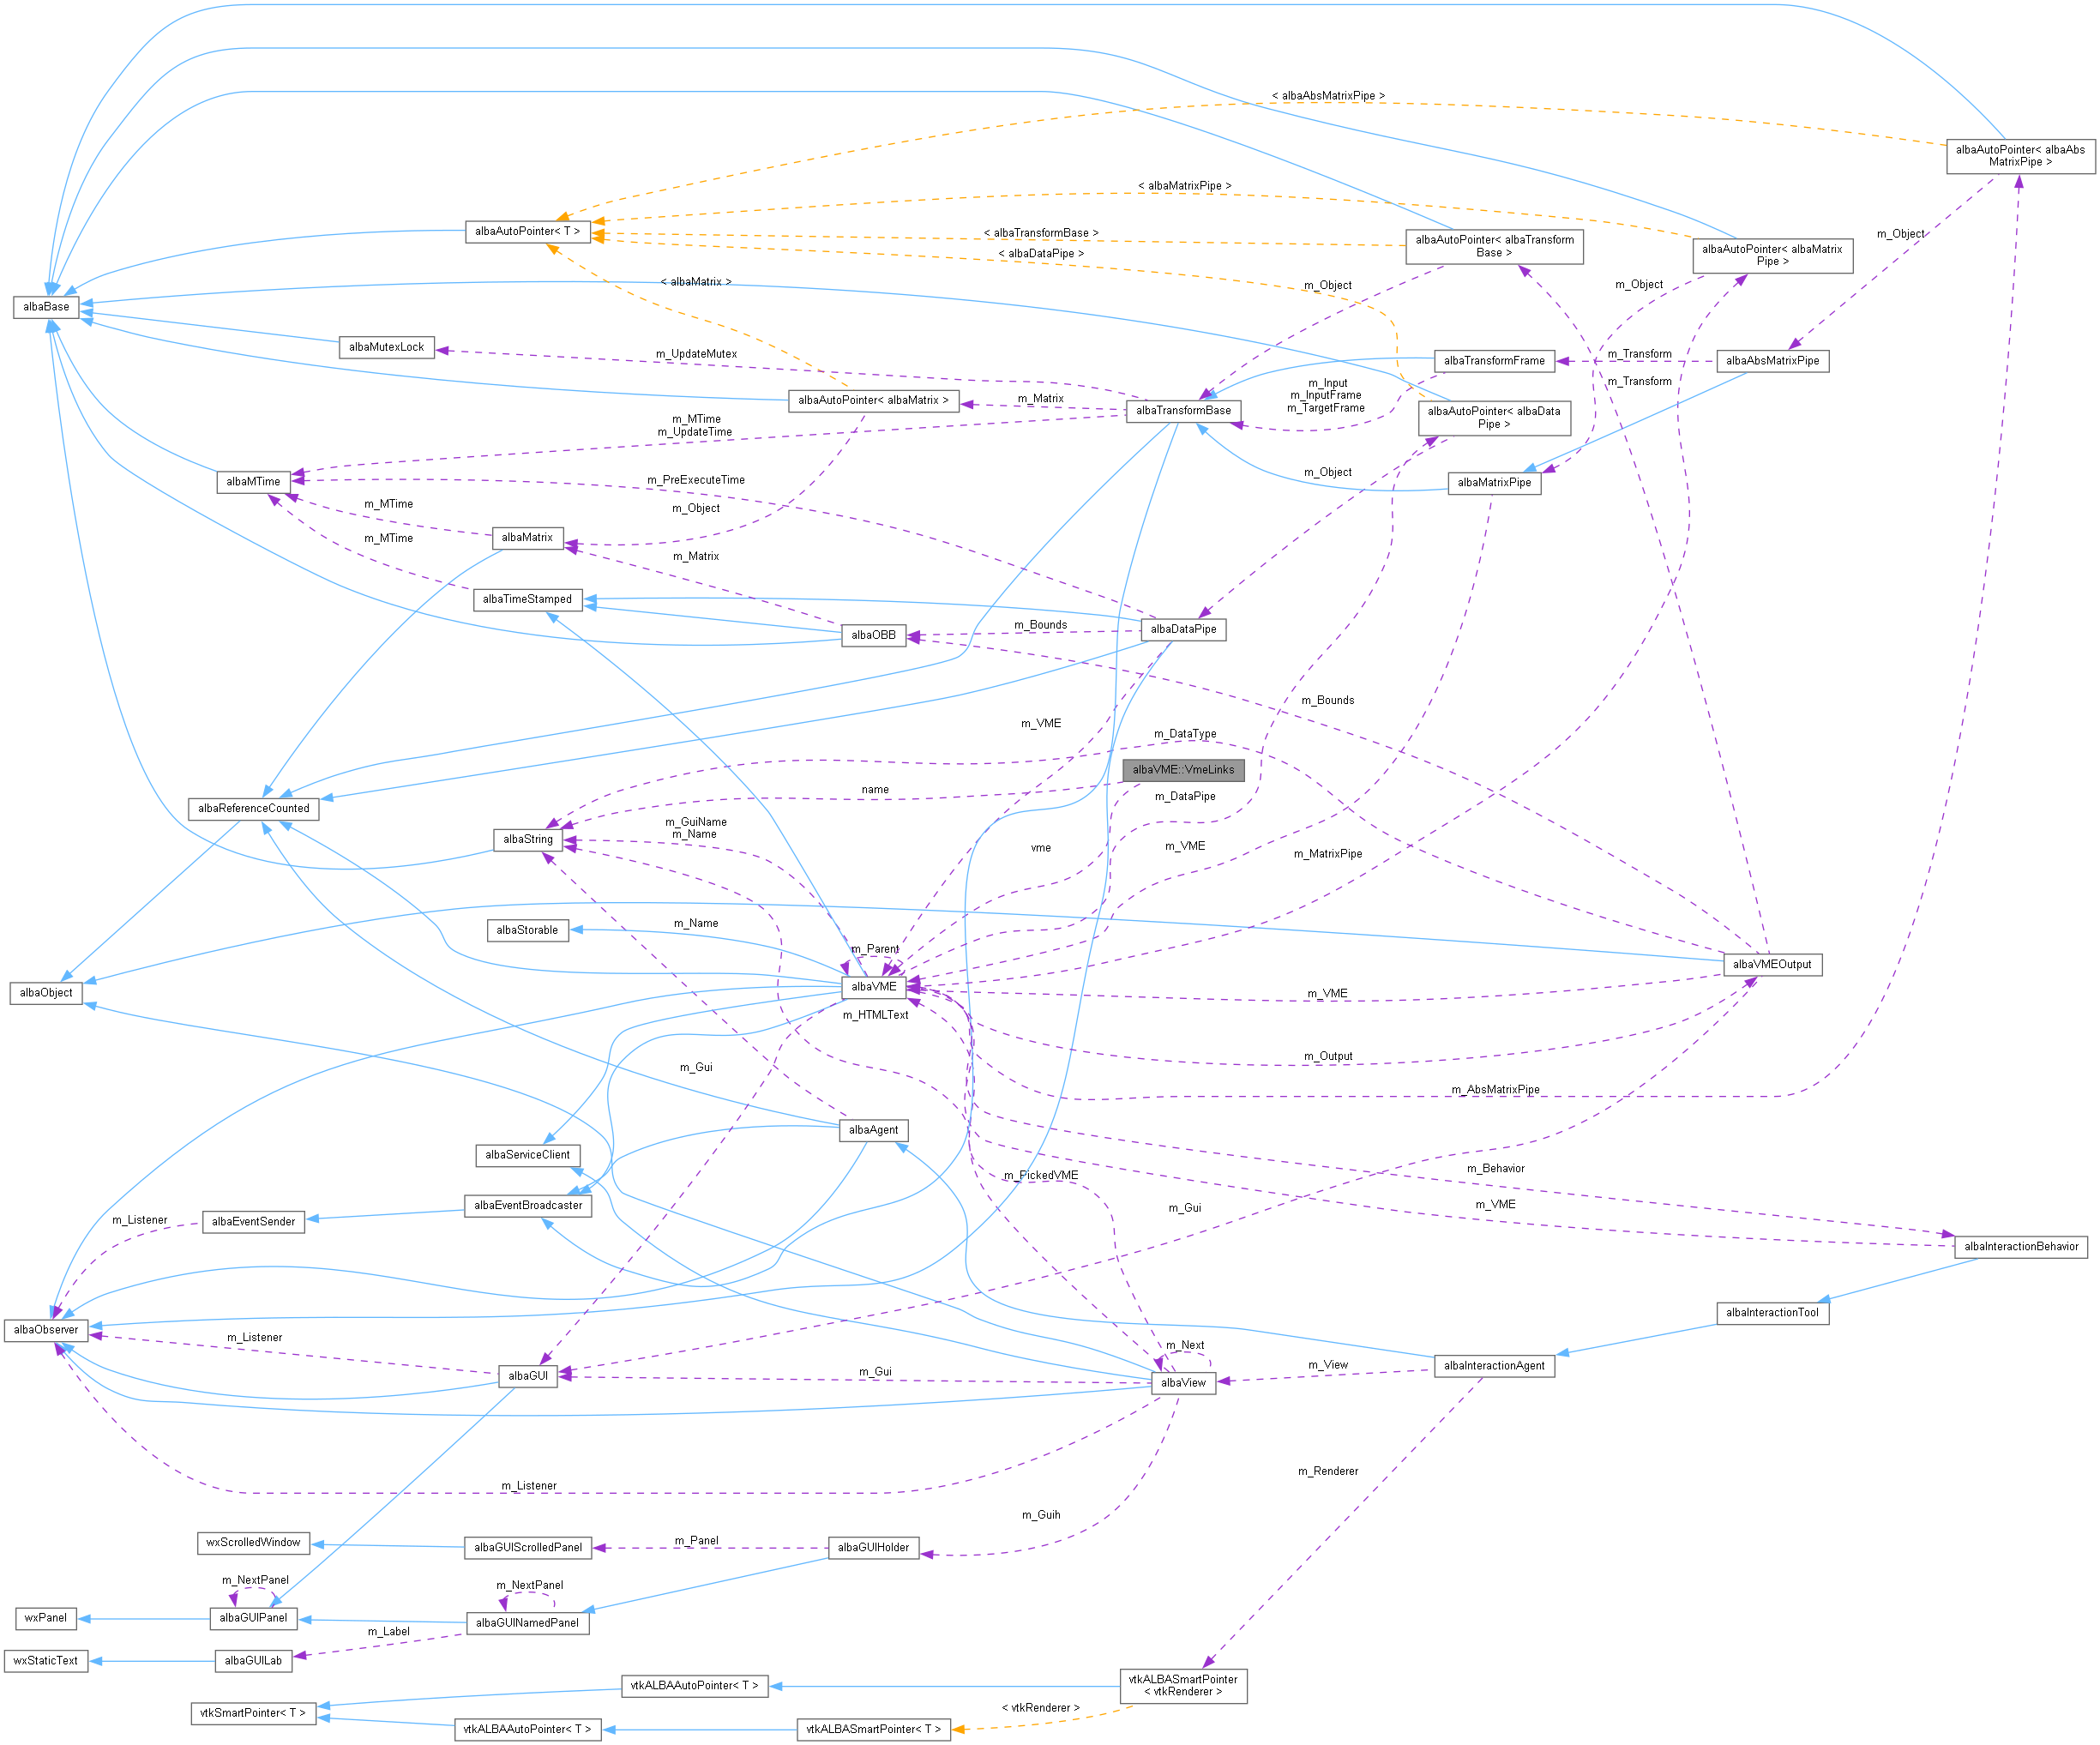 < albaAbsMatrixPipe >
albaAutoPointer< albaAbs
MatrixPipe >
< albaMatrixPipe >
albaAutoPointer< T >
< albaTransformBase >
albaAutoPointer< albaTransform
Base >
m_Object
albaAutoPointer< albaMatrix
Pipe >
< albaDataPipe >
< albaMatrix >
m_Object
m_Object
albaBase
albaMutexLock
m_UpdateMutex
albaTransformFrame
m_Transform
albaAbsMatrixPipe
m_Input
m_InputFrame
m_TargetFrame
m_Transform
albaAutoPointer< albaMatrix >
m_Matrix
albaTransformBase
albaAutoPointer< albaData
Pipe >
m_MTime
m_UpdateTime
albaMTime
m_PreExecuteTime
m_Object
albaMatrixPipe
m_MTime
m_Object
albaMatrix
m_MTime
m_Matrix
albaTimeStamped
albaOBB
m_Bounds
albaDataPipe
m_VME
m_Bounds
m_DataType
albaVME::VmeLinks
name
m_DataPipe
albaReferenceCounted
m_GuiName
m_Name
albaString
vme
m_VME
m_MatrixPipe
albaStorable
m_Name
m_Parent
albaVMEOutput
albaObject
albaVME
m_VME
m_HTMLText
m_Output
m_Gui
m_AbsMatrixPipe
albaAgent
albaServiceClient
m_PickedVME
m_Behavior
albaEventBroadcaster
m_Gui
m_VME
m_Listener
albaEventSender
albaInteractionBehavior
albaInteractionTool
albaObserver
m_Listener
m_Next
albaGUI
m_Gui
albaView
m_View
albaInteractionAgent
m_Listener
m_Renderer
m_Guih
wxScrolledWindow
albaGUIScrolledPanel
m_Panel
albaGUIHolder
m_NextPanel
m_NextPanel
wxPanel
albaGUIPanel
albaGUINamedPanel
m_Label
wxStaticText
albaGUILab
vtkALBASmartPointer
< vtkRenderer >
vtkALBAAutoPointer< T >
vtkSmartPointer< T >
< vtkRenderer >
vtkALBAAutoPointer< T >
vtkALBASmartPointer< T >